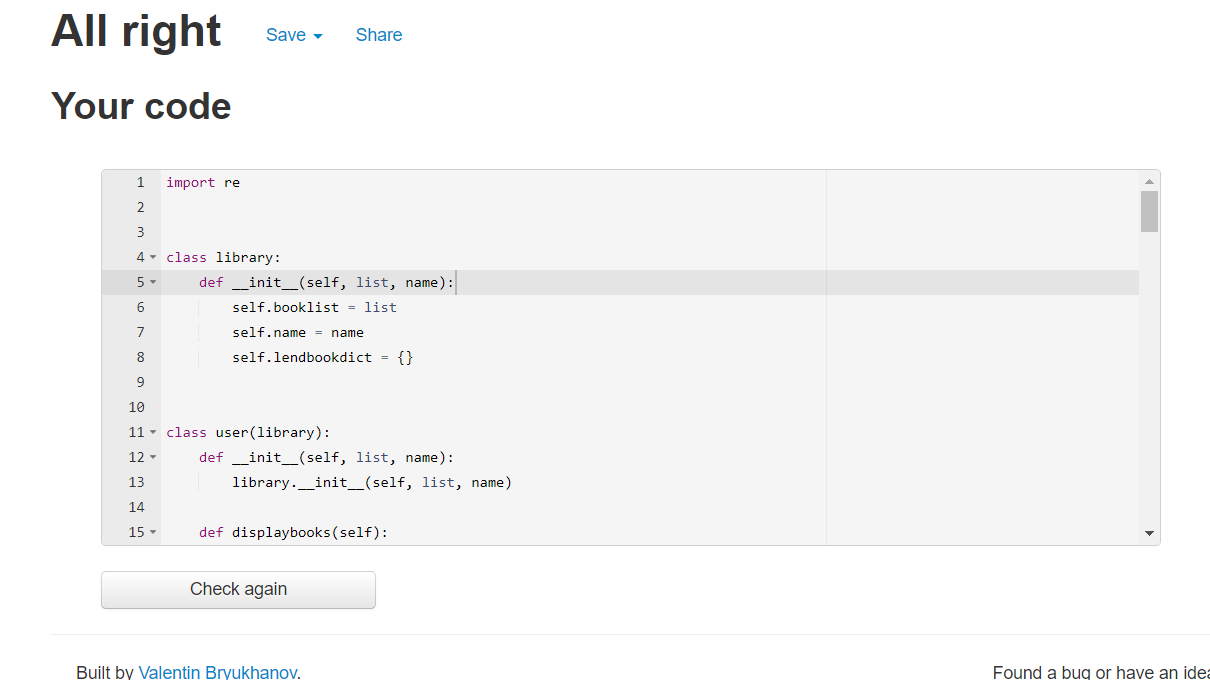 All right Save Share
Your code
1 import re
2
3
4 class library:
5     def __init__(self, list, name):
6         self.booklist = list
7         self.name = name
8         self.lendbookdict = {}
9
10
11 class user(library):
12     def __init__(self, list, name):
13         library.__init__(self, list, name)
14
15     def displaybooks(self):
Check again
Built by Valentin Bryukhanov. Found a bug or have an idea